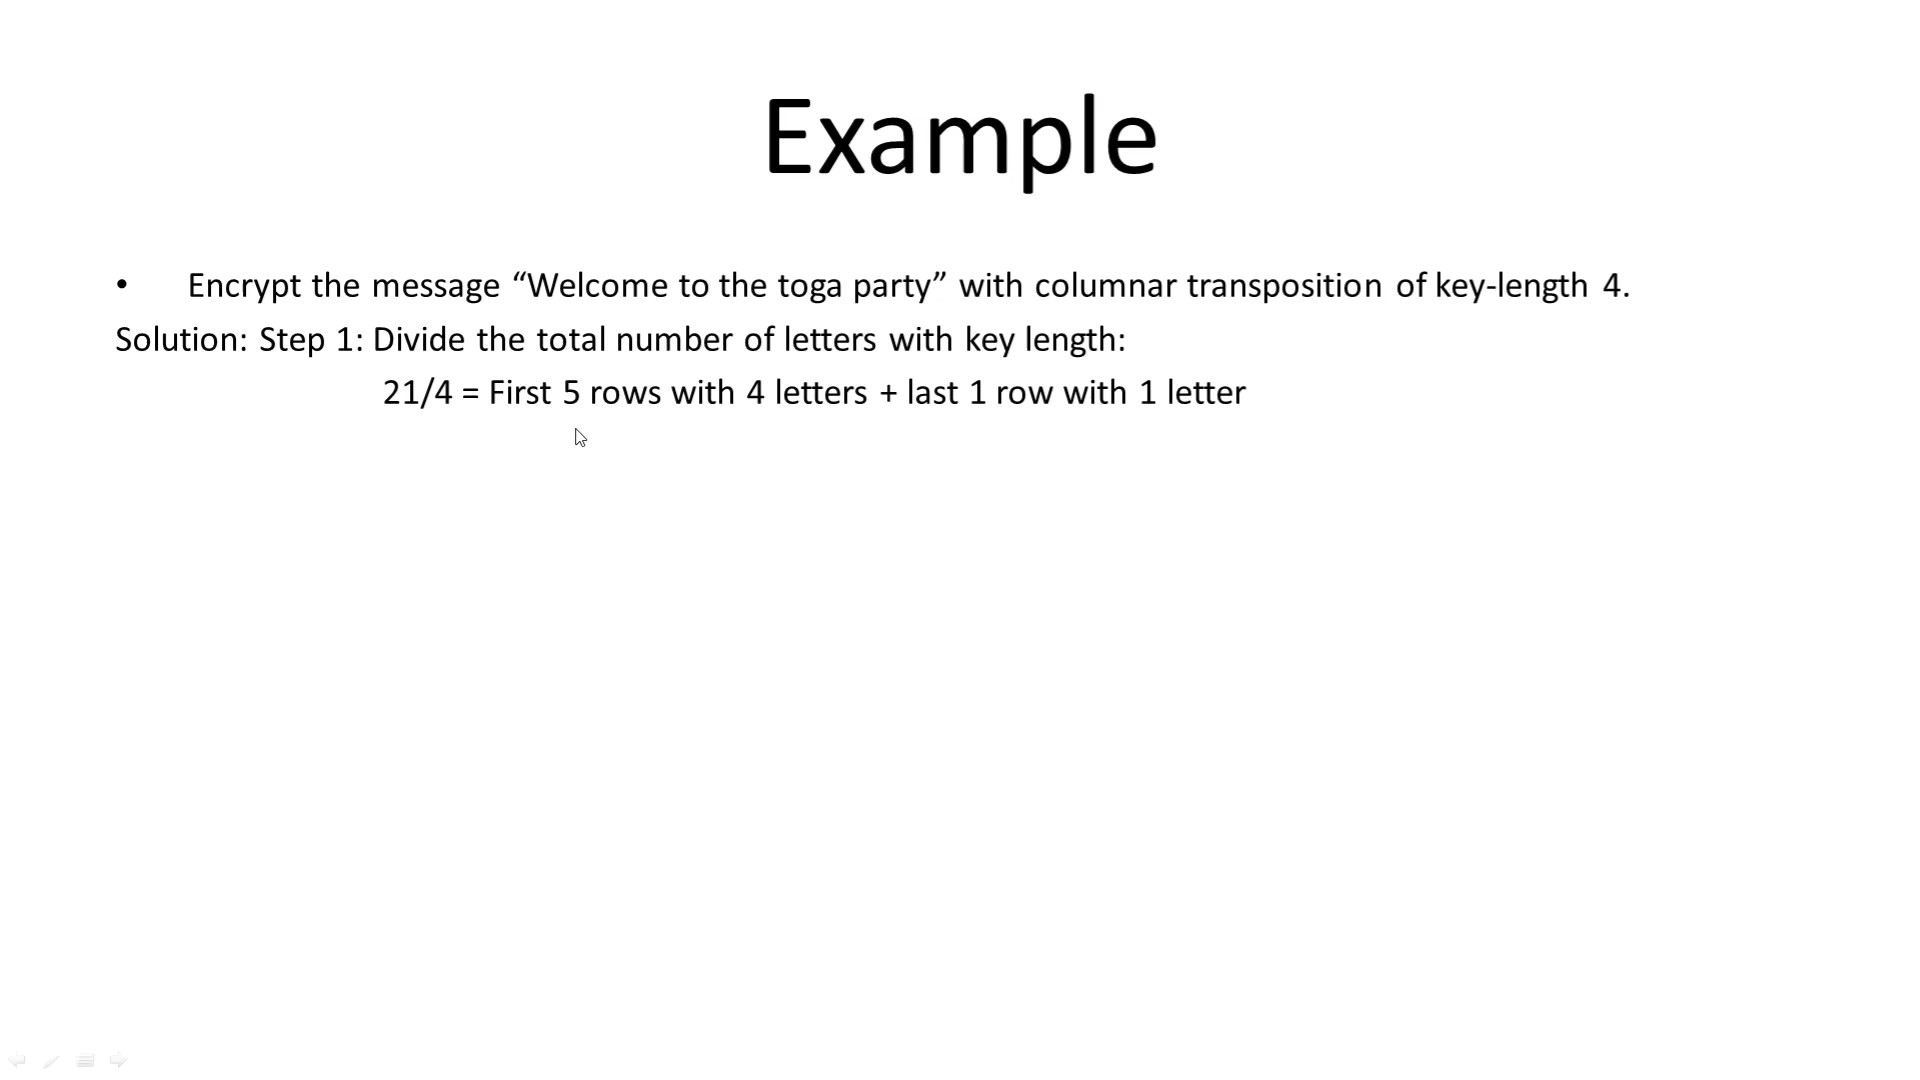 Example
• Encrypt the message “Welcome to the toga party” with columnar transposition of key-length 4.
Solution: Step 1: Divide the total number of letters with key length:
21/4 = First 5 rows with 4 letters + last 1 row with 1 letter